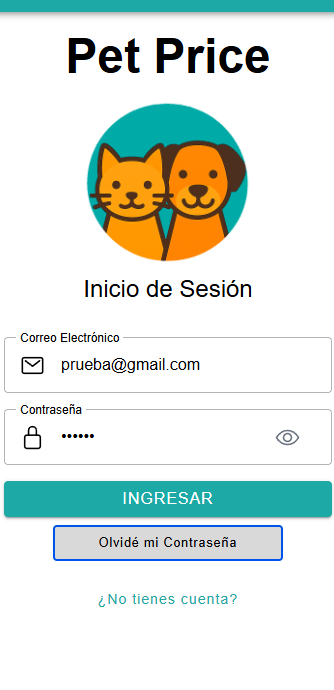 Pet Price
Inicio de Sesión
Correo Electrónico
prueba@gmail.com
Contraseña
••••••
INGRESAR
Olvidé mi Contraseña
¿No tienes cuenta?